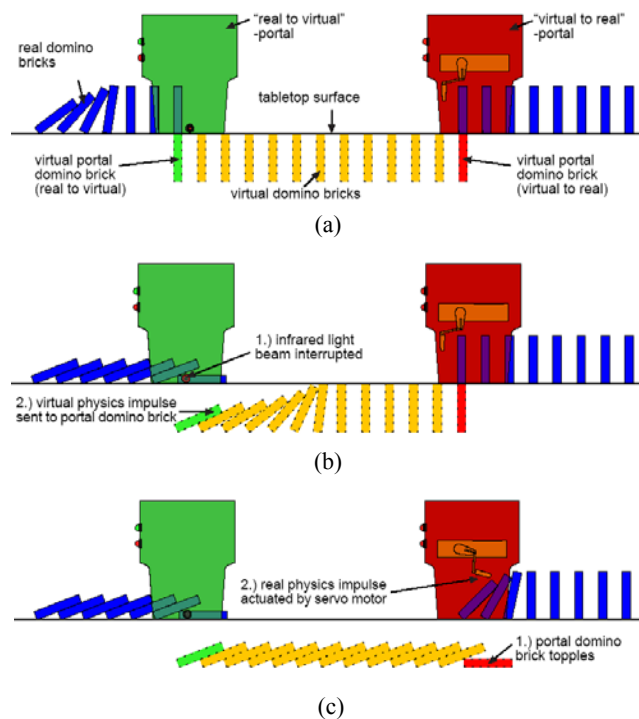 real domino
bricks
“real to virtual”
-portal
“virtual to real”
-portal
tabletop surface
virtual portal
domino brick
(real to virtual)
virtual domino bricks
virtual portal
domino brick
(virtual to real)
(a)
1.) infrared light
beam interrupted
2.) virtual physics impulse
sent to portal domino brick
(b)
2.) real physics impulse
actuated by servo motor
1.) portal domino
brick topples
(c)